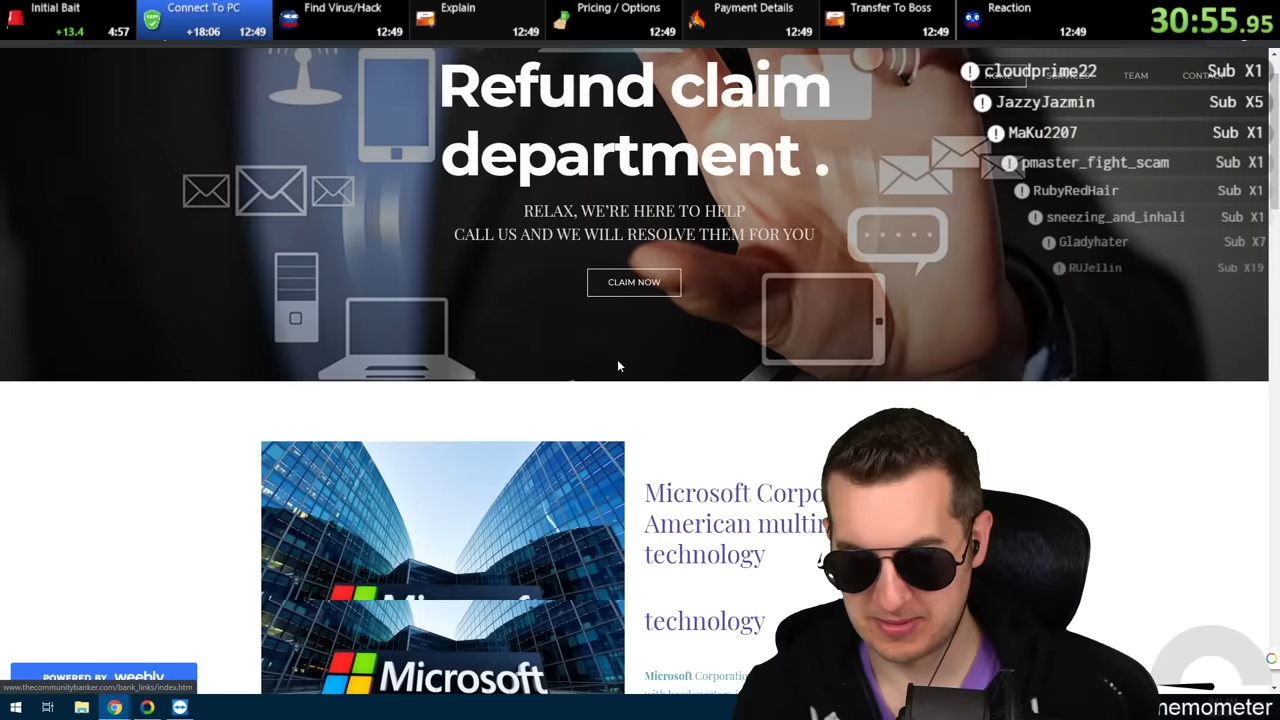 Initial Bait
+13.4 4:57
Connect To PC
+18:06 12:49
Find Virus/Hack
12:49
Explain
12:49
Pricing / Options
12:49
Payment Details
12:49
Transfer To Boss
12:49
Reaction
12:49
30:55.95
Refund claim
department .
RELAX, WE'RE HERE TO HELP
CALL US AND WE WILL RESOLVE THEM FOR YOU
CLAIM NOW
TEAM
cloudprime22 Sub X1
JazzyJazmin Sub X5
MaKu2207 Sub X1
pmaster_fight_scam Sub X1
RubyRedHair Sub X1
sneezing_and_inhali Sub X1
Gladyhater Sub X7
RUJellin Sub X19
Microsoft Corpo
American multin
technology
technology
Microsoft
Microsoft Corporatio
POWERED BY weebly
www.thecommunitybanker.com/bank_links/index.htm
nemometer